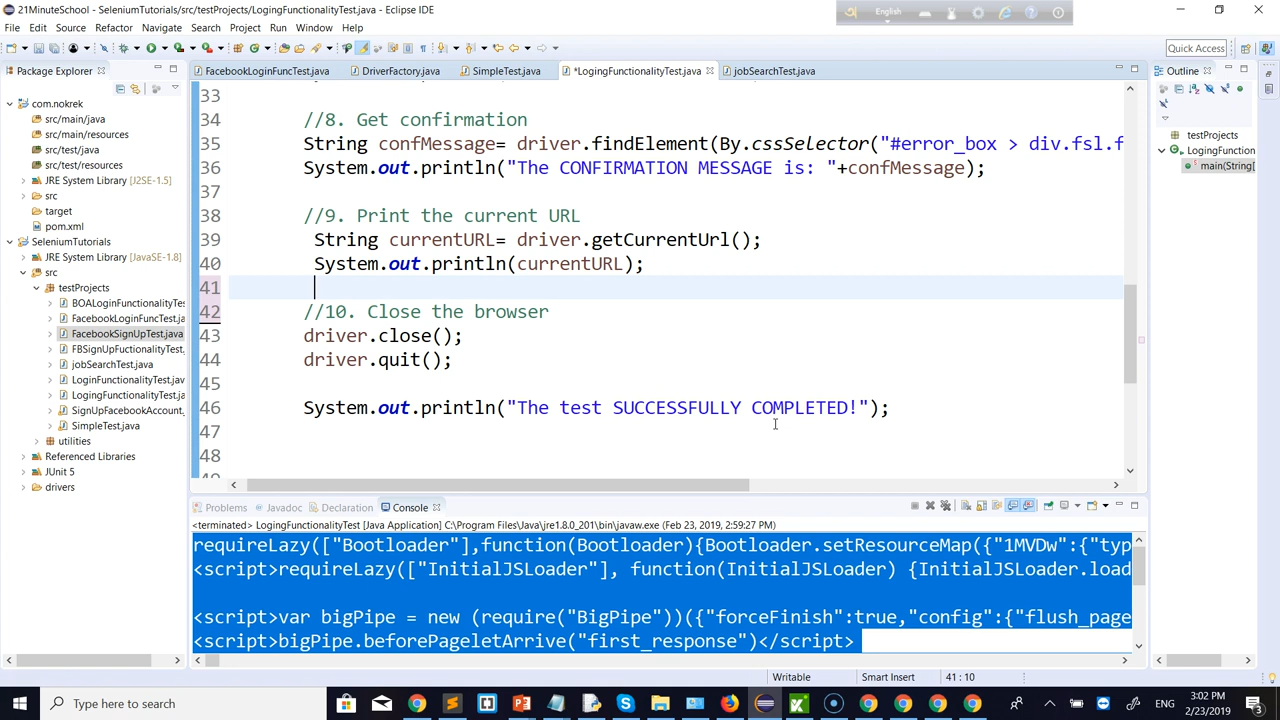 21MinuteSchool - SeleniumTutorials/src/testProjects/LogingFunctionalityTest.java - Eclipse IDE
English
File Edit Source Refactor Navigate Search Project Run Window Help
Quick Access
Package Explorer
FacebookLoginFuncTest.java
DriverFactory.java
SimpleTest.java
*LogingFunctionalityTest.java
jobSearchTest.java
Outline
com.nokrek
src/main/java
src/main/resources
src/test/java
src/test/resources
JRE System Library [J2SE-1.5]
src
target
pom.xml
SeleniumTutorials
JRE System Library [JavaSE-1.8]
src
testProjects
BOALoginFunctionalityTes
FacebookLoginFuncTest.ja
FacebookSignUpTest.java
FBSignUpFuctionalityTest.
jobSearchTest.java
LoginFunctionalityTest.jav
LogingFunctionalityTest.ja
SignUpFacebookAccount.
SimpleTest.java
utilities
Referenced Libraries
JUnit 5
drivers
33
34 //8. Get confirmation
35 String confMessage= driver.findElement(By.cssSelector("#error_box > div.fsl.f
36 System.out.println("The CONFIRMATION MESSAGE is: "+confMessage);
37
38 //9. Print the current URL
39 String currentURL= driver.getCurrentUrl();
40 System.out.println(currentURL);
41
42 //10. Close the browser
43 driver.close();
44 driver.quit();
45
46 System.out.println("The test SUCCESSFULLY COMPLETED!");
47
48
testProjects
LogingFunction
main(String[
Problems Javadoc Declaration Console
<terminated> LogingFunctionalityTest [Java Application] C:\Program Files\Java\jre1.8.0_201\bin\javaw.exe (Feb 23, 2019, 2:59:27 PM)
requireLazy(["Bootloader"],function(Bootloader){Bootloader.setResourceMap({"1MVDw":{"typ
<script>requireLazy(["InitialJSLoader"], function(InitialJSLoader) {InitialJSLoader.load
<script>var bigPipe = new (require("BigPipe"))({"forceFinish":true,"config":{"flush_page
<script>bigPipe.beforePageletArrive("first_response")</script>
Writable Smart Insert 41 : 10
Type here to search
ENG
3:02 PM
2/23/2019
3